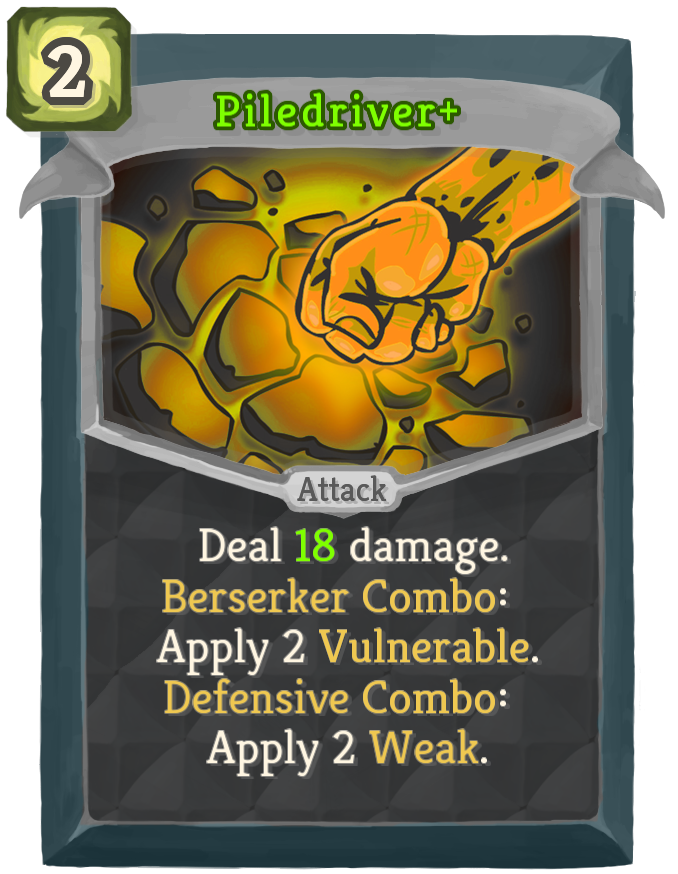 2
Piledriver+
Attack
Deal 18 damage.
Berserker Combo:
Apply 2 Vulnerable.
Defensive Combo:
Apply 2 Weak.